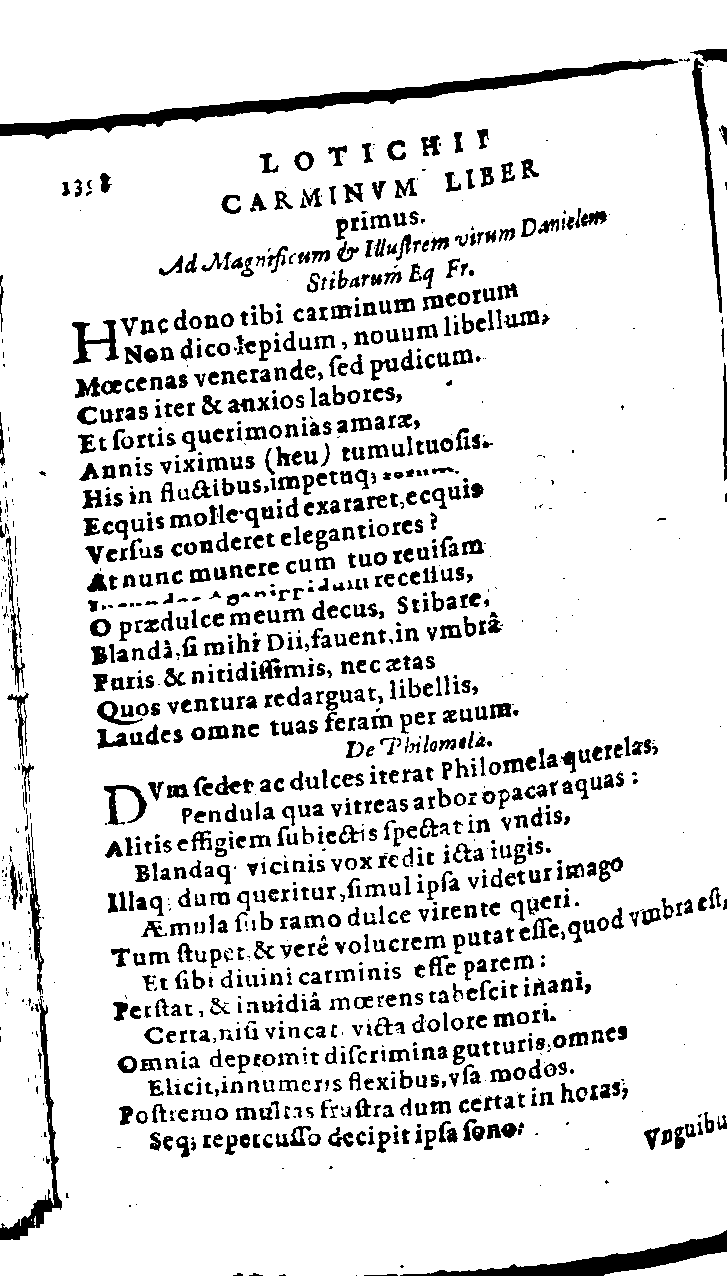 1358 LOTICHII
CARMINVM LIBER
primus.
Ad Magnificum & Illuſtrem virum Danielem
Stibarum Eq Fr.
HVnc dono tibi carminum meorum
Non dico lepidum, nouum libellum,
Mœcenas venerande, ſed pudicum.
Curas iter & anxios labores,
Et ſortis querimonias amaræ,
Annis viximus (heu) tumultuoſis.
His in fluctibus, impetuq;
Ecquis molle quid exararet, ecquis
Verſus conderet elegantiores?
At nunc munere cum tuo reuiſam
receſſus,
O prædulce meum decus, Stibare,
Blandâ, ſi mihi Dii, fauent, in vmbrâ
Puris & nitidiſſimis, nec ætas
Quos ventura redarguat, libellis,
Laudes omne tuas feram per æuum.
De Philomela.
DVm ſedet ac dulces iterat Philomela querelas,
Pendula qua vitreas arbor opacat aquas:
Alitis effigiem ſubiectis ſpectat in vndis,
Blandaq; vicinis vox redit icta iugis.
Illaq; dum queritur, ſimul ipſa videtur imago
Æmula ſub ramo dulce virente queri.
Tum ſtupet & verê volucrem putat eſſe, quod vmbra eſt,
Et ſibi diuini carminis eſſe parem:
Perſtat, & inuidiâ mœrens tabeſcit inani,
Certa, niſi vincat victa dolore mori.
Omnia depromit diſcrimina gutturis, omnes
Elicit, innumeris flexibus, vſa modos.
Poſtremo multas fruſtra dum certat in horas,
Seq; repercuſſo decipit ipſa ſono:
Vnguibu